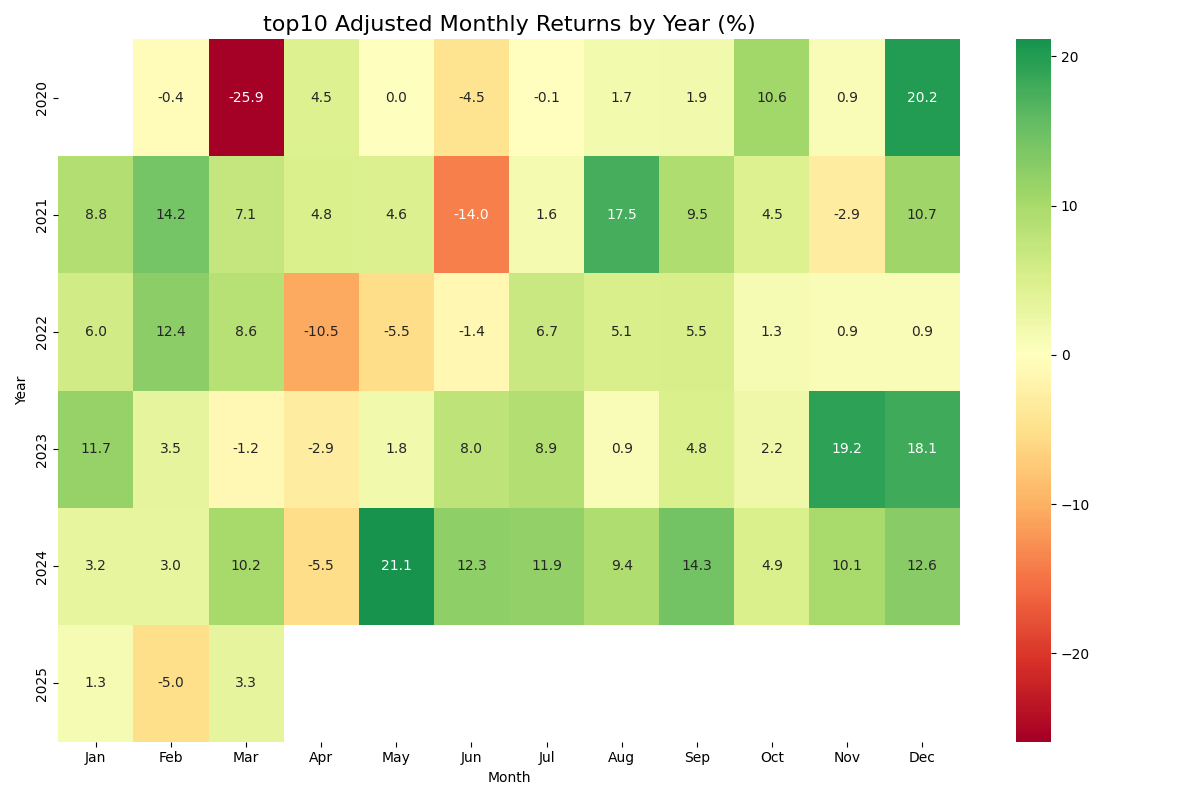 top10 Adjusted Monthly Returns by Year (%)
2020 -0.4 -25.9 4.5 0.0 -4.5 -0.1 1.7 1.9 10.6 0.9 20.2
2021 8.8 14.2 7.1 4.8 4.6 -14.0 1.6 17.5 9.5 4.5 -2.9 10.7
2022 6.0 12.4 8.6 -10.5 -5.5 -1.4 6.7 5.1 5.5 1.3 0.9 0.9
2023 11.7 3.5 -1.2 -2.9 1.8 8.0 8.9 0.9 4.8 2.2 19.2 18.1
2024 3.2 3.0 10.2 -5.5 21.1 12.3 11.9 9.4 14.3 4.9 10.1 12.6
2025 1.3 -5.0 3.3
Year
Jan Feb Mar Apr May Jun Jul Aug Sep Oct Nov Dec
Month
20
10
0
−10
−20